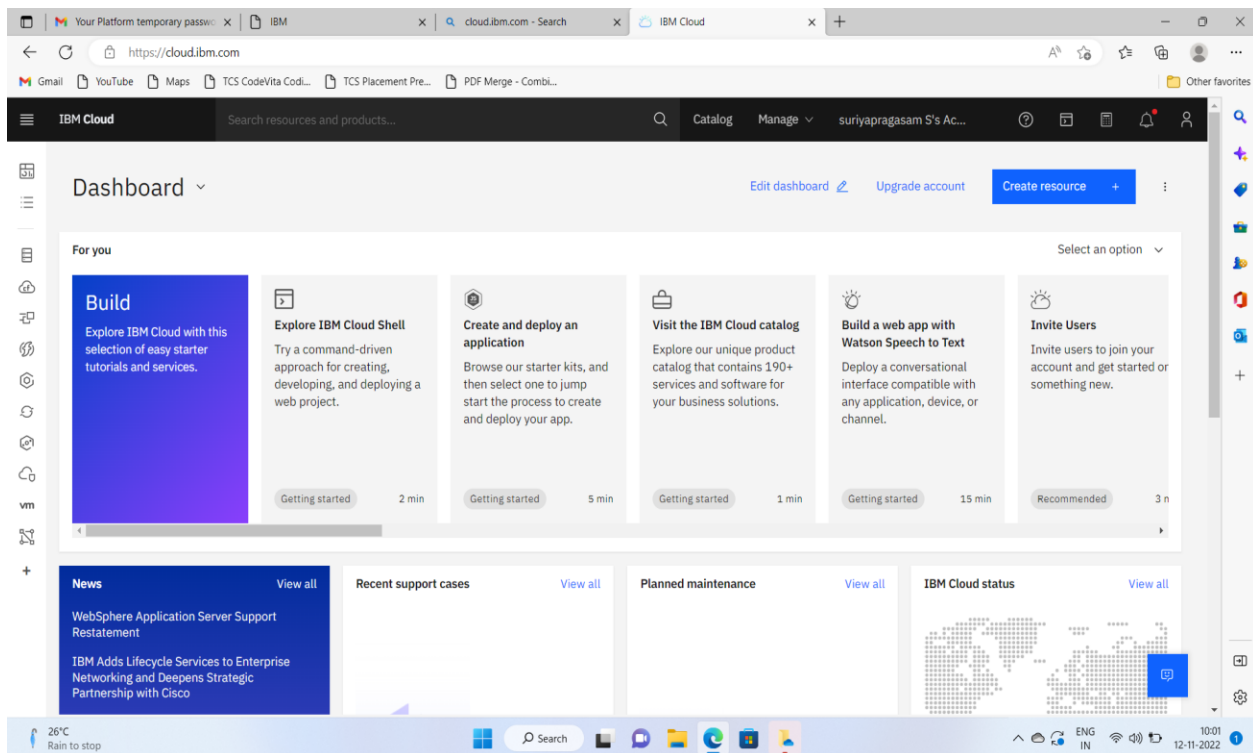 Your Platform temporary passwo
IBM
cloud.ibm.com - Search
IBM Cloud
https://cloud.ibm.com
Gmail
YouTube
Maps
TCS CodeVita Codi...
TCS Placement Pre...
PDF Merge - Combi...
Other favorites
IBM Cloud
Search resources and products...
Catalog
Manage
suriyapragasam S's Ac...
Dashboard
Edit dashboard
Upgrade account
Create resource +
For you
Select an option
Build
Explore IBM Cloud with this
selection of easy starter
tutorials and services.
Explore IBM Cloud Shell
Try a command-driven
approach for creating,
developing, and deploying a
web project.
Getting started
2 min
Create and deploy an
application
Browse our starter kits, and
then select one to jump
start the process to create
and deploy your app.
Getting started
5 min
Visit the IBM Cloud catalog
Explore our unique product
catalog that contains 190+
services and software for
your business solutions.
Getting started
1 min
Build a web app with
Watson Speech to Text
Deploy a conversational
interface compatible with
any application, device, or
channel.
Getting started
15 min
Invite Users
Invite users to join your
account and get started or
something new.
Recommended
3 n
vm
News
View all
WebSphere Application Server Support
Restatement
IBM Adds Lifecycle Services to Enterprise
Networking and Deepens Strategic
Partnership with Cisco
Recent support cases
View all
Planned maintenance
View all
IBM Cloud status
View all
26°C
Rain to stop
Search
ENG
IN
10:01
12-11-2022
1